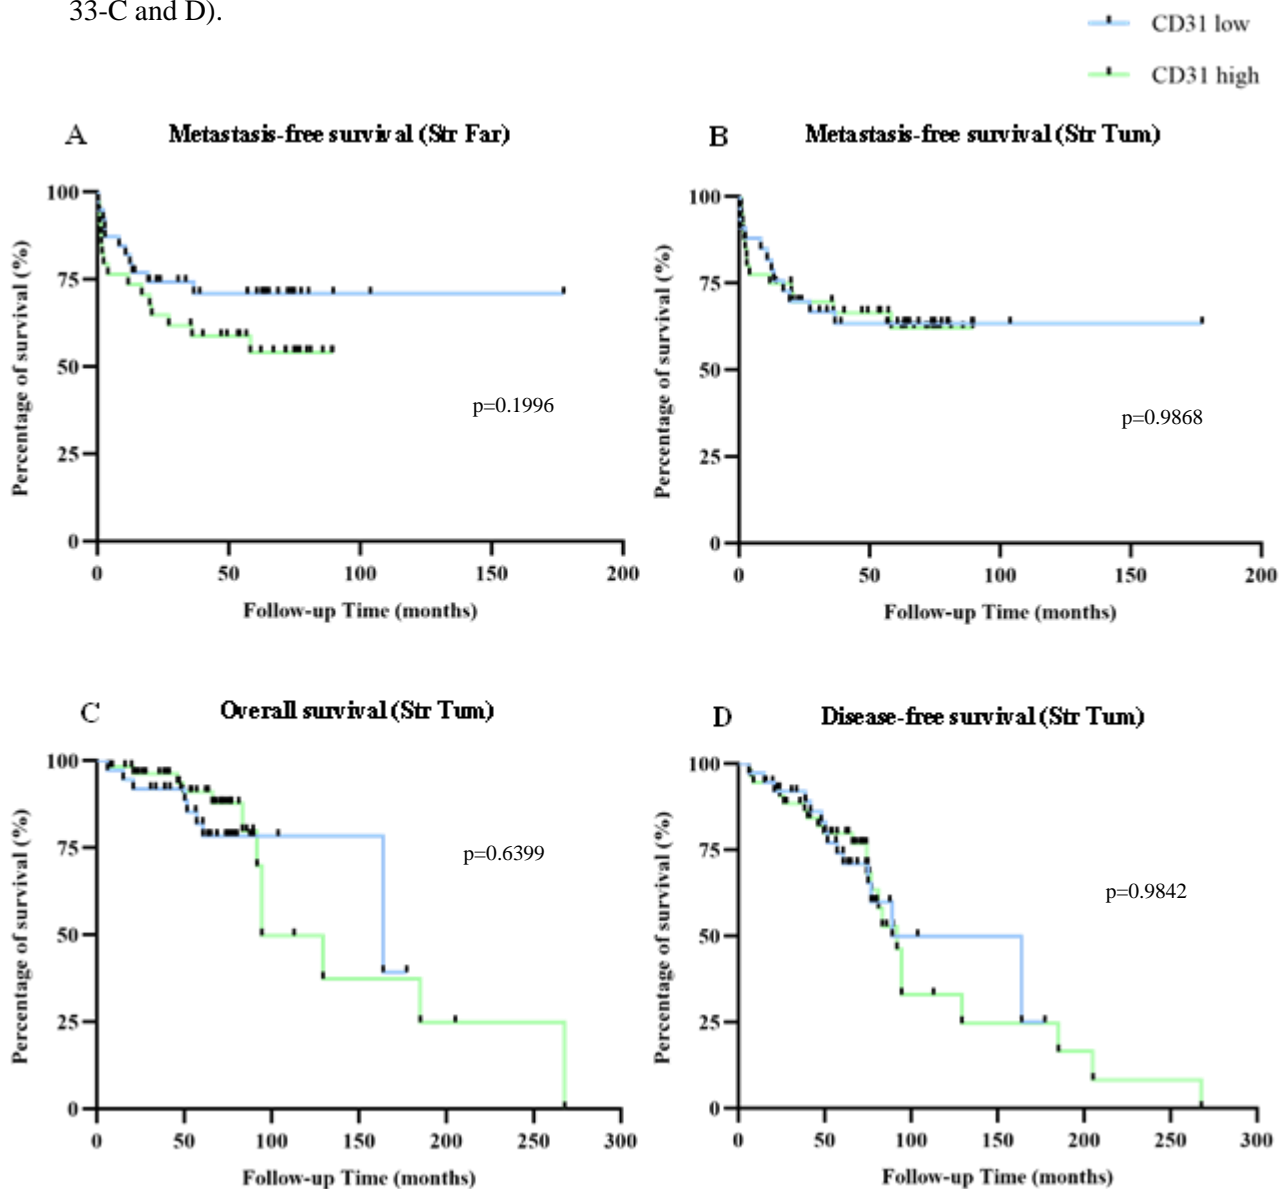 33-C and D).
CD31 low
CD31 high
A
Metastasis-free survival (Str Far)
100
75
50
25
0
Percentage of survival (%)
p=0.1996
0 50 100 150 200
Follow-up Time (months)
B
Metastasis-free survival (Str Tum)
100
75
50
25
0
Percentage of survival (%)
p=0.9868
0 50 100 150 200
Follow-up Time (months)
C
Overall survival (Str Tum)
100
75
50
25
0
Percentage of survival (%)
p=0.6399
0 50 100 150 200 250 300
Follow-up Time (months)
D
Disease-free survival (Str Tum)
100
75
50
25
0
Percentage of survival (%)
p=0.9842
0 50 100 150 200 250 300
Follow-up Time (months)